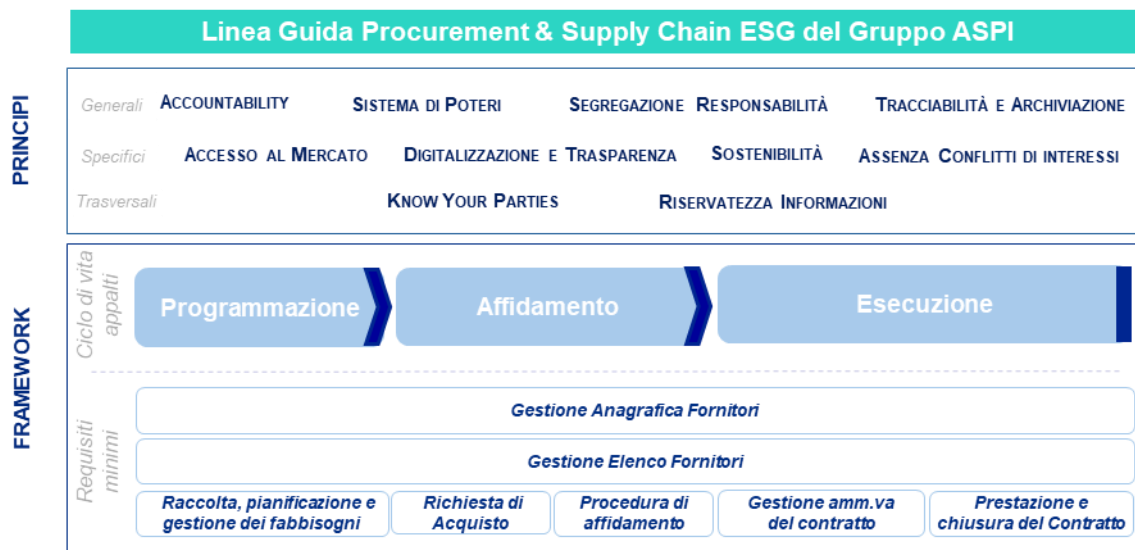 Linea Guida Procurement & Supply Chain ESG del Gruppo ASPI
PRINCIPI
Generali ACCOUNTABILITY SISTEMA DI POTERI SEGREGAZIONE RESPONSABILITÀ TRACCIABILITÀ E ARCHIVIAZIONE
Specifici ACCESSO AL MERCATO DIGITALIZZAZIONE E TRASPARENZA SOSTENIBILITÀ ASSENZA CONFLITTI DI INTERESSI
Trasversali KNOW YOUR PARTIES RISERVATEZZA INFORMAZIONI
FRAMEWORK
Ciclo di vita
appalti
Programmazione Affidamento Esecuzione
Requisiti
minimi
Gestione Anagrafica Fornitori
Gestione Elenco Fornitori
Raccolta, pianificazione e
gestione dei fabbisogni
Richiesta di
Acquisto
Procedura di
affidamento
Gestione amm.va
del contratto
Prestazione e
chiusura del Contratto